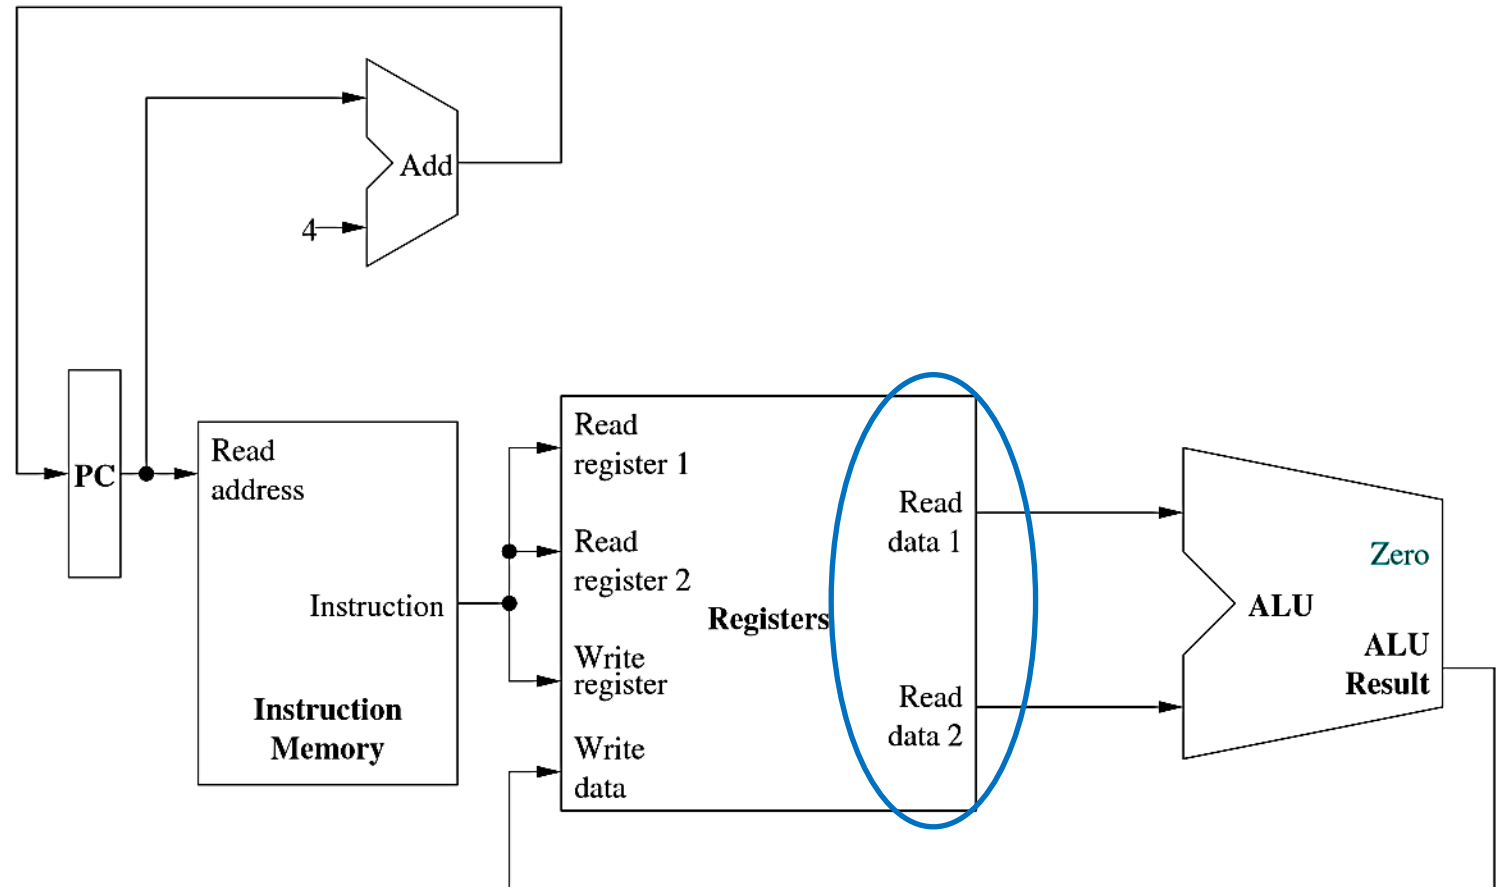 Add
4
PC
Read
address
Instruction
Instruction
Memory
Read
register 1
Read
register 2
Registers
Write
register
Write
data
Read
data 1
Read
data 2
Zero
ALU
ALU
Result